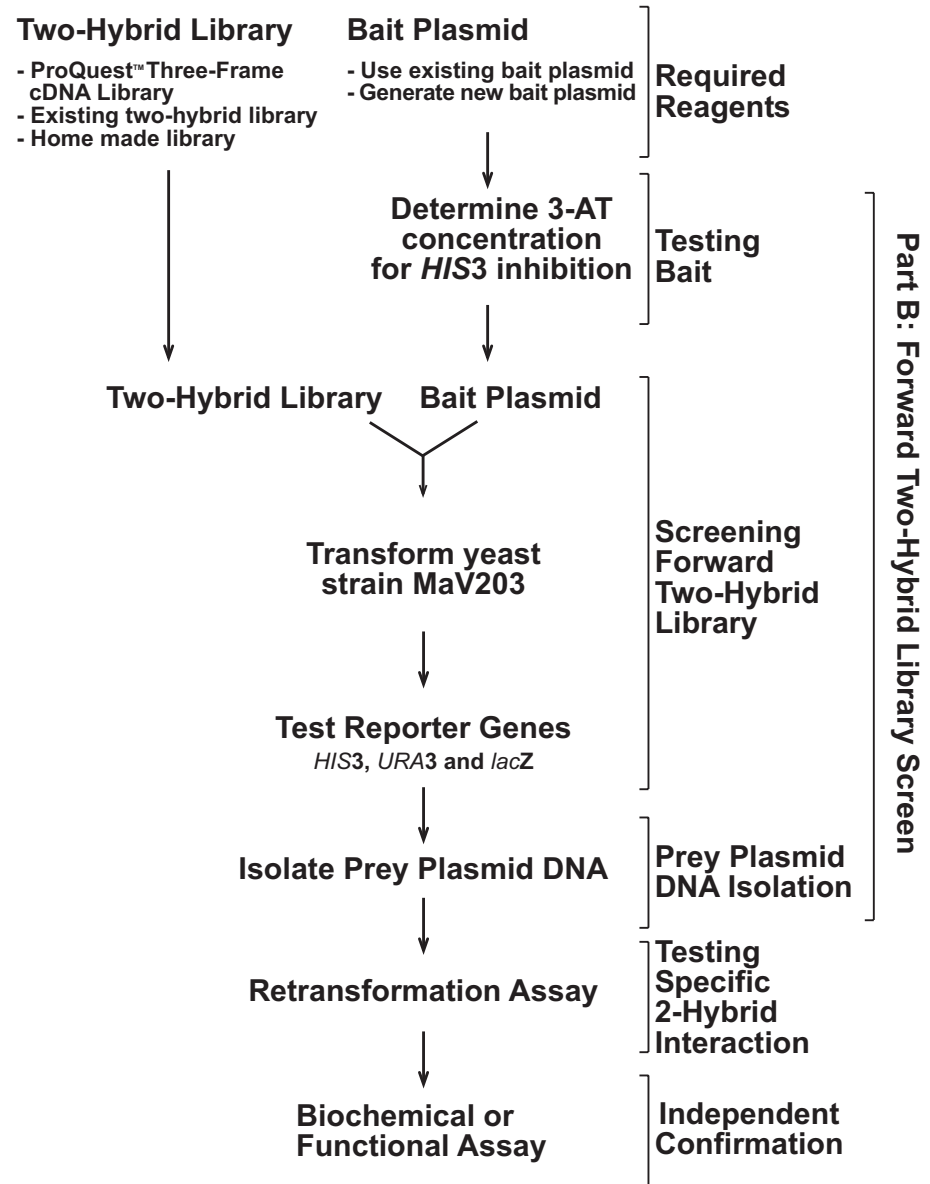 Two-Hybrid Library
- ProQuest™ Three-Frame
cDNA Library
- Existing two-hybrid library
- Home made library
Bait Plasmid
- Use existing bait plasmid
- Generate new bait plasmid
Required
Reagents
Determine 3-AT
concentration
for HIS3 inhibition
Testing
Bait
Two-Hybrid Library
Bait Plasmid
Transform yeast
strain MaV203
Test Reporter Genes
HIS3, URA3 and lacZ
Screening
Forward
Two-Hybrid
Library
Isolate Prey Plasmid DNA
Prey Plasmid
DNA Isolation
Part B: Forward Two-Hybrid Library Screen
Retransformation Assay
Testing
Specific
2-Hybrid
Interaction
Biochemical or
Functional Assay
Independent
Confirmation